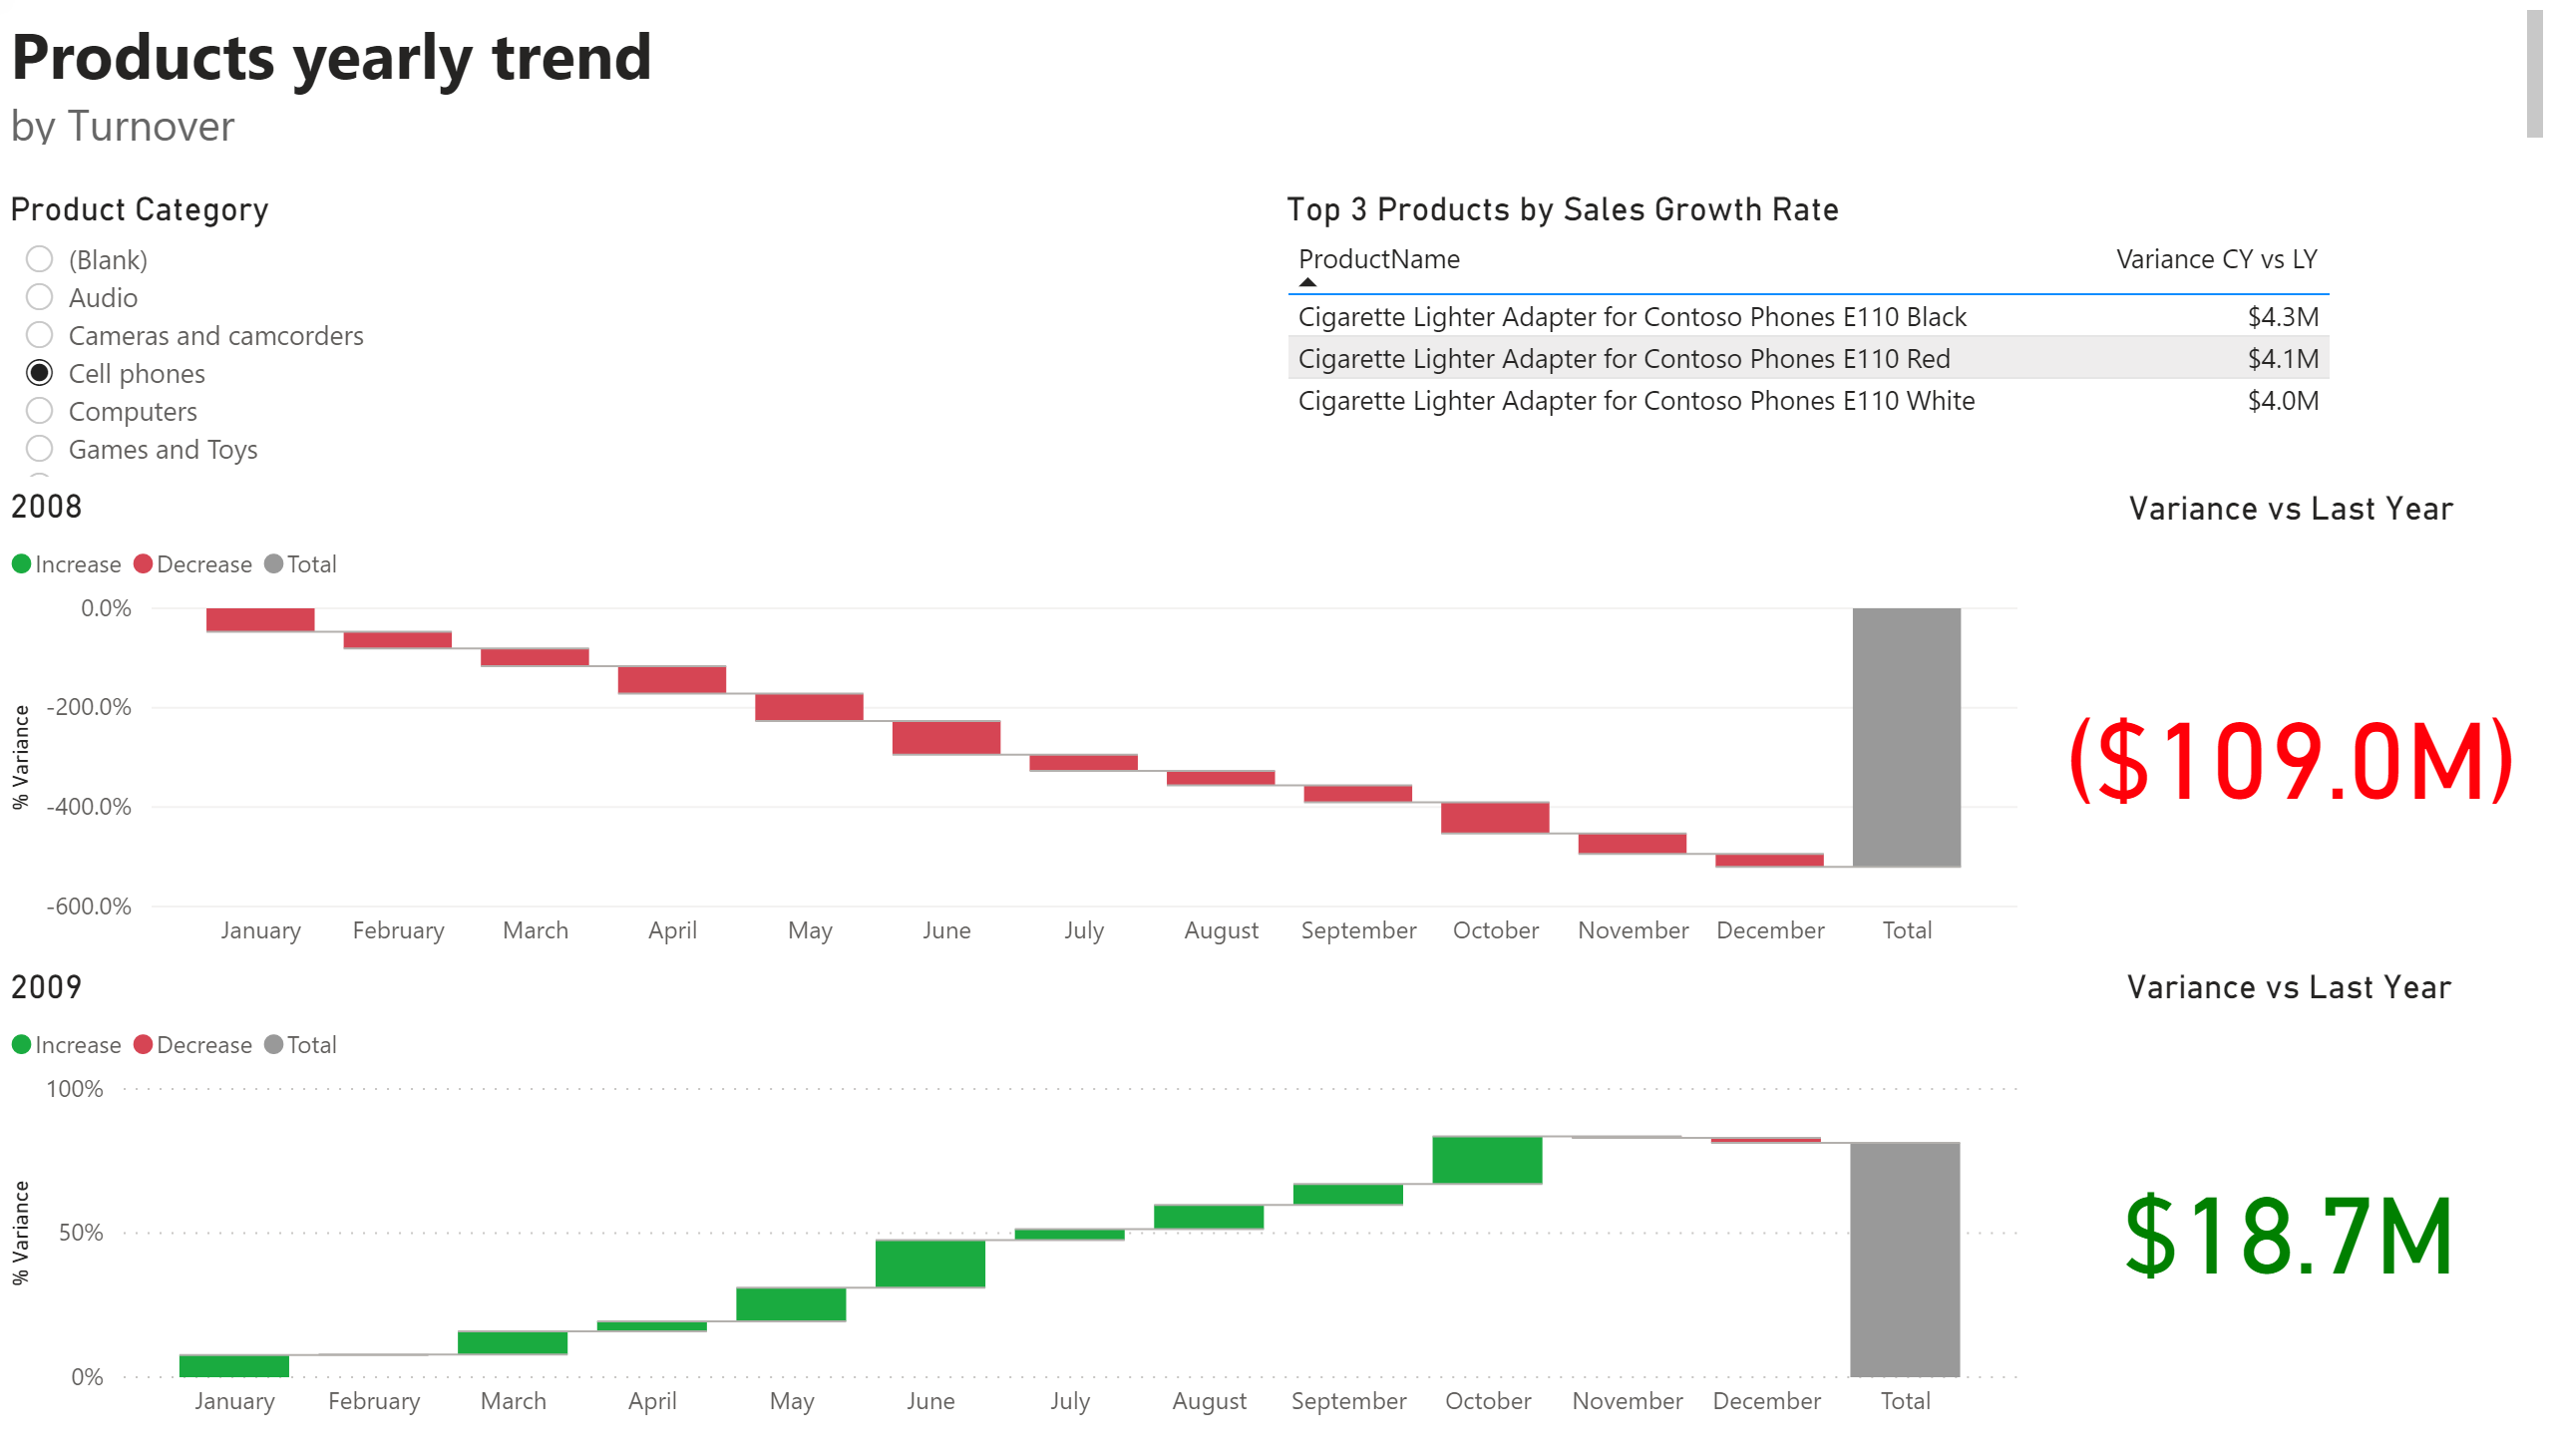 Products yearly trend
by Turnover
Product Category
(Blank)
Audio
Cameras and camcorders
Cell phones
Computers
Games and Toys
Top 3 Products by Sales Growth Rate
ProductName Variance CY vs LY
Cigarette Lighter Adapter for Contoso Phones E110 Black $4.3M
Cigarette Lighter Adapter for Contoso Phones E110 Red $4.1M
Cigarette Lighter Adapter for Contoso Phones E110 White $4.0M
2008
Increase Decrease Total
% Variance
0.0%
-200.0%
-400.0%
-600.0%
January February March April May June July August September October November December Total
Variance vs Last Year
($109.0M)
2009
Increase Decrease Total
% Variance
100%
50%
0%
January February March April May June July August September October November December Total
Variance vs Last Year
$18.7M